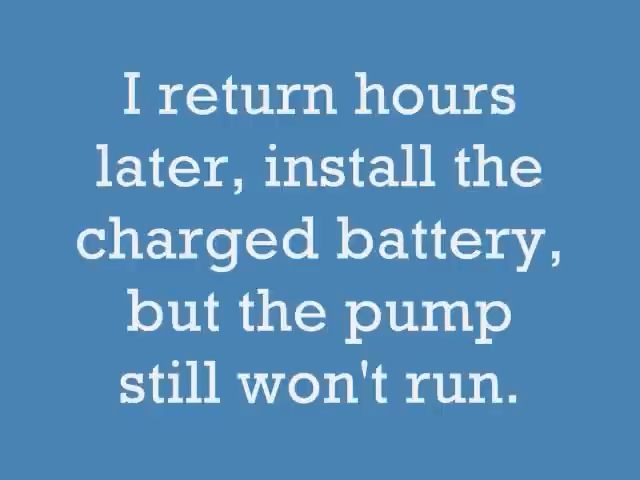 I return hours
later, install the
charged battery,
but the pump
still won't run.